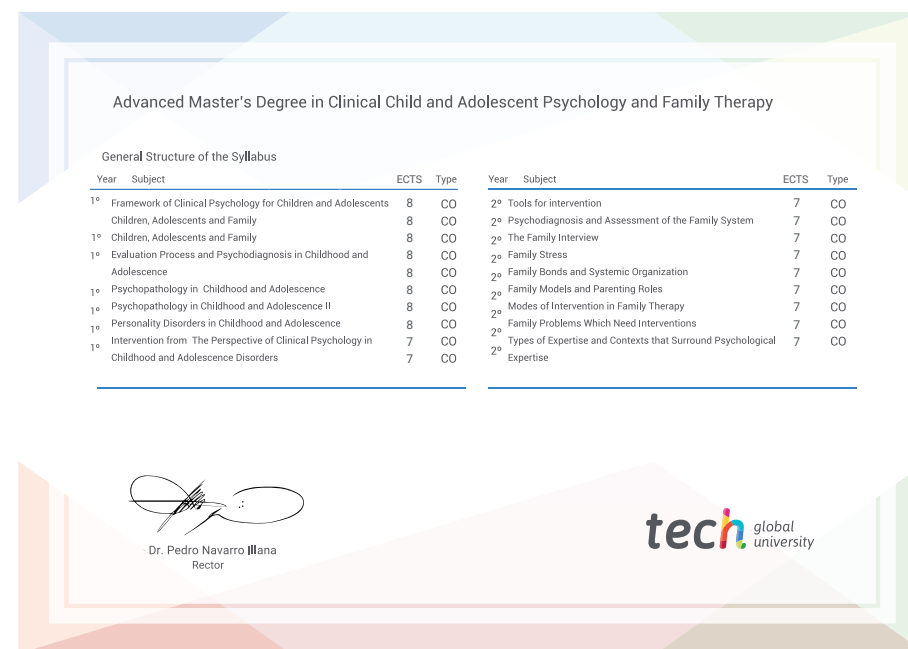 Advanced Master's Degree in Clinical Child and Adolescent Psychology and Family Therapy
General Structure of the Syllabus
Year Subject ECTS Type
1º Framework of Clinical Psychology for Children and Adolescents 8 CO
Children, Adolescents and Family 8 CO
1º Children, Adolescents and Family 8 CO
1º Evaluation Process and Psychodiagnosis in Childhood and 8 CO
Adolescence 8 CO
1º Psychopathology in Childhood and Adolescence 8 CO
1º Psychopathology in Childhood and Adolescence II 8 CO
1º Personality Disorders in Childhood and Adolescence 8 CO
1º Intervention from The Perspective of Clinical Psychology in 7 CO
Childhood and Adolescence Disorders 7 CO
Year Subject ECTS Type
2º Tools for intervention 7 CO
2º Psychodiagnosis and Assessment of the Family System 7 CO
2º The Family Interview 7 CO
2º Family Stress 7 CO
2º Family Bonds and Systemic Organization 7 CO
2º Family Models and Parenting Roles 7 CO
2º Modes of Intervention in Family Therapy 7 CO
2º Family Problems Which Need Interventions 7 CO
2º Types of Expertise and Contexts that Surround Psychological 7 CO
Expertise
Dr. Pedro Navarro Illana
Rector
tech global
university